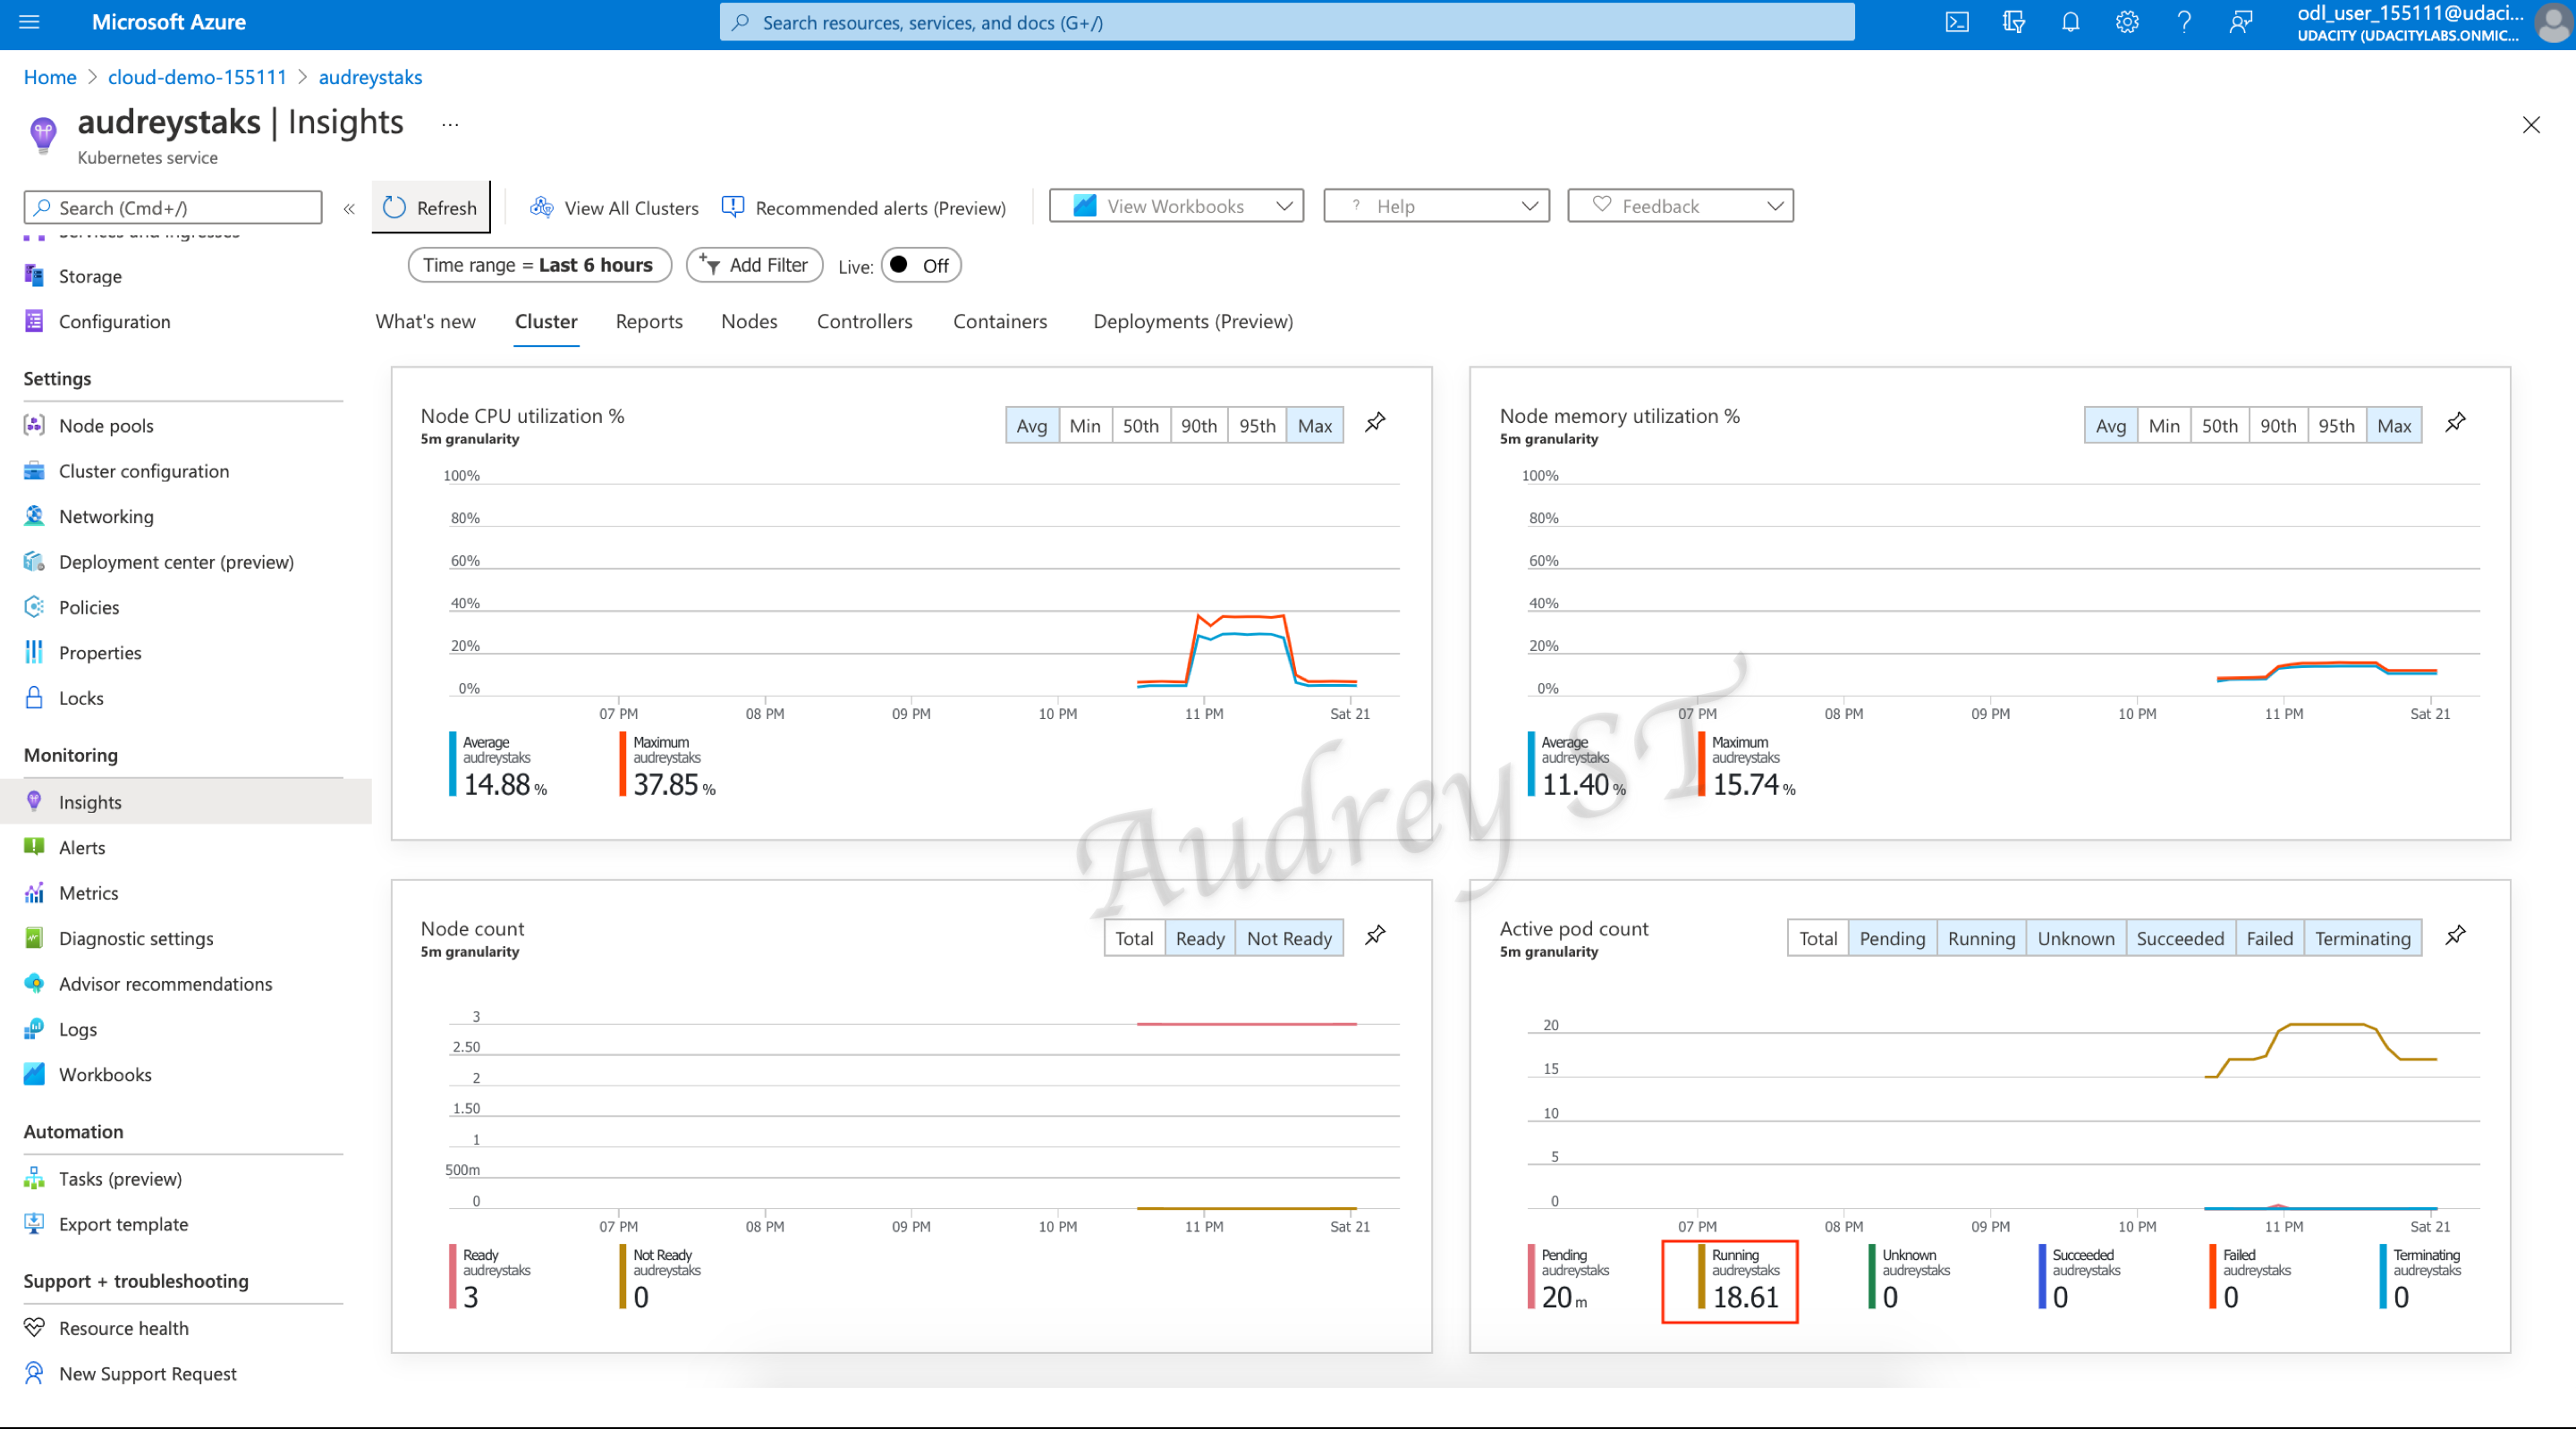 Microsoft Azure
Search resources, services, and docs (G+/)
odl_user_155111@udaci...
UDACITY (UDACITYLABS.ONMIC...
Home > cloud-demo-155111 > audreystaks
audreystaks | Insights ...
Kubernetes service
Search (Cmd+/)
«
Refresh
View All Clusters
Recommended alerts (Preview)
View Workbooks
? Help
Feedback
Time range = Last 6 hours
Add Filter
Live: Off
What's new
Cluster
Reports
Nodes
Controllers
Containers
Deployments (Preview)
Services and ingresses
Storage
Configuration
Settings
Node pools
Cluster configuration
Networking
Deployment center (preview)
Policies
Properties
Locks
Monitoring
Insights
Alerts
Metrics
Diagnostic settings
Advisor recommendations
Logs
Workbooks
Automation
Tasks (preview)
Export template
Support + troubleshooting
Resource health
New Support Request
Node CPU utilization %
5m granularity
Avg Min 50th 90th 95th Max
100%
80%
60%
40%
20%
0%
07 PM 08 PM 09 PM 10 PM 11 PM Sat 21
Average
audreystaks
14.88 %
Maximum
audreystaks
37.85 %
Node memory utilization %
5m granularity
Avg Min 50th 90th 95th Max
100%
80%
60%
40%
20%
0%
07 PM 08 PM 09 PM 10 PM 11 PM Sat 21
Average
audreystaks
11.40 %
Maximum
audreystaks
15.74 %
Audrey ST
Node count
5m granularity
Total Ready Not Ready
3
2.50
2
1.50
1
500m
0
07 PM 08 PM 09 PM 10 PM 11 PM Sat 21
Ready
audreystaks
3
Not Ready
audreystaks
0
Active pod count
5m granularity
Total Pending Running Unknown Succeeded Failed Terminating
20
15
10
5
0
07 PM 08 PM 09 PM 10 PM 11 PM Sat 21
Pending
audreystaks
20 m
Running
audreystaks
18.61
Unknown
audreystaks
0
Succeeded
audreystaks
0
Failed
audreystaks
0
Terminating
audreystaks
0